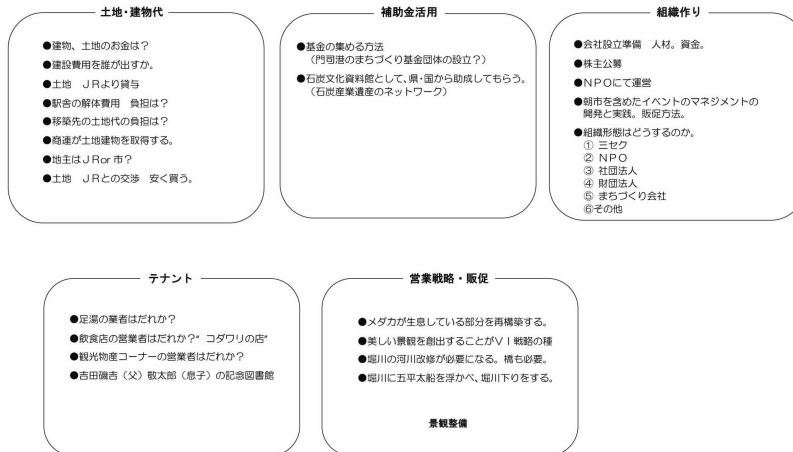 土地・建物代
●建物、土地のお金は？
●建設費用を誰が出すか。
●土地　ＪＲより貸与
●駅舎の解体費用　負担は？
●移築先の土地代の負担は？
●商連が土地建物を取得する。
●地主はＪＲor 市？
●土地　ＪＲとの交渉　安く買う。
補助金活用
●基金の集める方法
（門司港のまちづくり基金団体の設立？）
●石炭文化資料館として、県・国から助成してもらう。
（石炭産業遺産のネットワーク）
組織作り
●会社設立準備　人材。資金。
●株主公募
●ＮＰＯにて運営
●朝市を含めたイベントのマネジメントの
開発と実践。販促方法。
●組織形態はどうするのか。
① 三セク
② ＮＰＯ
③ 社団法人
④ 財団法人
⑤ まちづくり会社
⑥その他
テナント
●足湯の業者はだれか？
●飲食店の営業者はだれか？“ コダワリの店”
●観光物産コーナーの営業者はだれか？
●吉田磯吉（父）敬太郎（息子）の記念図書館
営業戦略・販促
●メダカが生息している部分を再構築する。
●美しい景観を創出することがＶＩ戦略の種
●堀川の河川改修が必要になる。橋も必要。
●堀川に五平太船を浮かべ、堀川下りをする。
景観整備